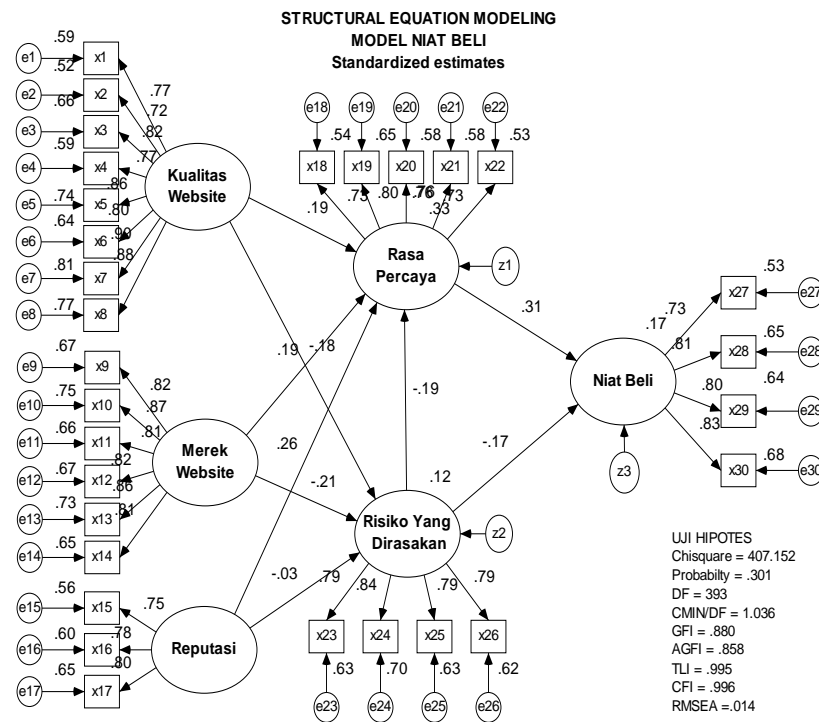 STRUCTURAL EQUATION MODELING
MODEL NIAT BELI
Standardized estimates
.59
e1 x1
.52
e2 x2
.66
e3 x3
.59
e4 x4
.74
e5 x5
.64
e6 x6
.81
e7 x7
.77
e8 x8
.77
.72
.82
.77
.86
.80
.90
.88
Kualitas
Website
e18 e19 e20 e21 e22
.54 .65 .58 .58 .53
x18 x19 x20 x21 x22
.19 .73 .80 .76 .33 .73
Rasa
Percaya
z1
.67
e9 x9
.75
e10 x10
.66
e11 x11
.67
e12 x12
.73
e13 x13
.65
e14 x14
.82
.87
.81
.82
.86
.81
Merek
Website
.19 -.18
.26
-.21
-.19
.31
-.17
-.03
.12
Niat Beli
.17
z3
.73
.81
.80
.83
.53
x27 e27
.65
x28 e28
.64
x29 e29
.68
x30 e30
Risiko Yang
Dirasakan
z2
.56
e15 x15
.60
e16 x16
.65
e17 x17
.75
.78
.80
Reputasi
.79 .84 .79 .79
x23 x24 x25 x26
.63 .70 .63 .62
e23 e24 e25 e26
UJI HIPOTES
Chisquare = 407.152
Probabilty = .301
DF = 393
CMIN/DF = 1.036
GFI = .880
AGFI = .858
TLI = .995
CFI = .996
RMSEA =.014